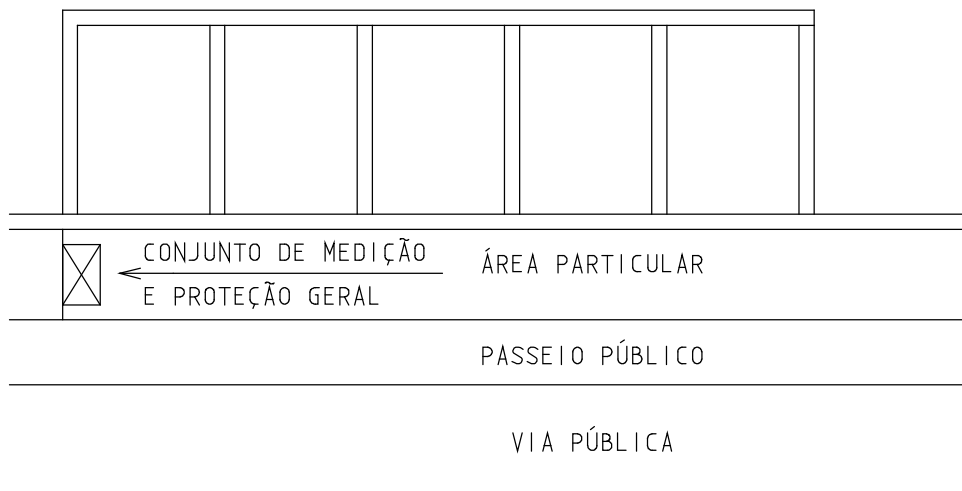 CONJUNTO DE MEDIÇÃO
E PROTEÇÃO GERAL
ÁREA PARTICULAR
PASSEIO PÚBLICO
VIA PÚBLICA